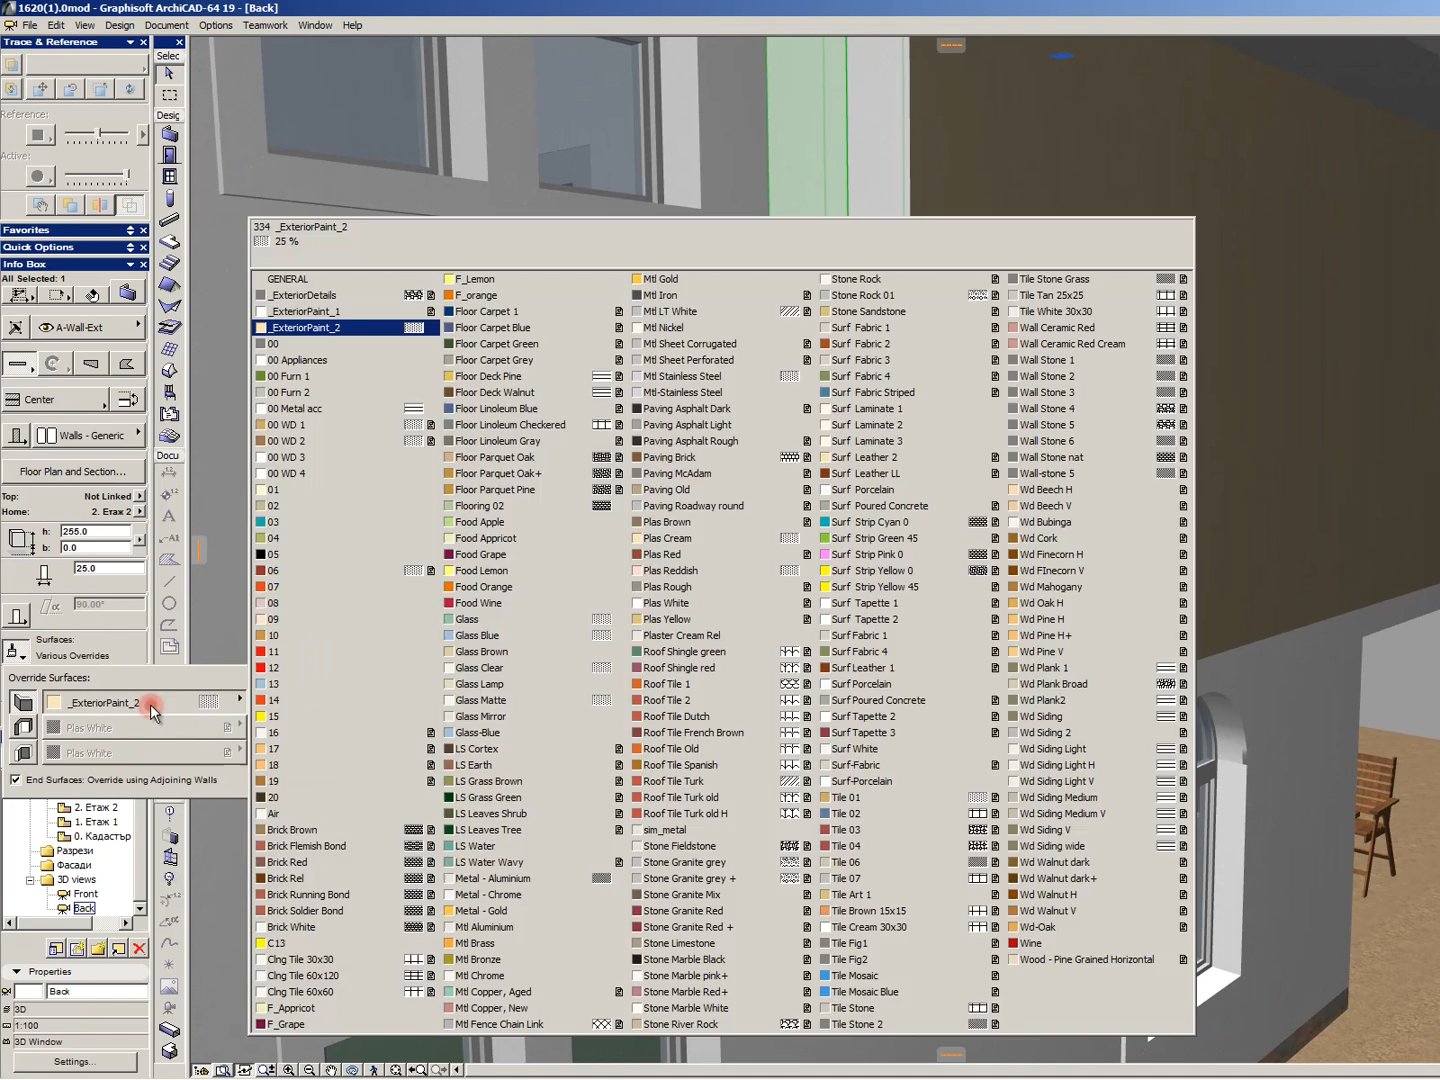 1620(1).0mod - Graphisoft ArchiCAD-64 19 - [Back]
File Edit View Design Document Options Teamwork Window Help
Trace & Reference
Selec
Reference:
Desig
Active:
Favorites
Quick Options
Info Box
All Selected: 1
A-Wall-Ext
Center
Walls - Generic
Docu
Floor Plan and Section...
Top: Not Linked
Home: 2. Етаж 2
h: 255.0
b: 0.0
25.0
90.00°
Surfaces:
Various Overrides
Override Surfaces:
_ExteriorPaint_2
Plas White
Plas White
End Surfaces: Override using Adjoining Walls
2. Етаж 2
1. Етаж 1
0. Кадастър
Разрези
Фасади
3D views
Front
Back
Properties
Back
3D
1:100
3D Window
Settings...
334 _ExteriorPaint_2
25 %
GENERAL
_ExteriorDetails
_ExteriorPaint_1
_ExteriorPaint_2
00
00 Appliances
00 Furn 1
00 Furn 2
00 Metal acc
00 WD 1
00 WD 2
00 WD 3
00 WD 4
01
02
03
04
05
06
07
08
09
10
11
12
13
14
15
16
17
18
19
20
Air
Brick Brown
Brick Flemish Bond
Brick Red
Brick Rel
Brick Running Bond
Brick Soldier Bond
Brick White
C13
Clng Tile 30x30
Clng Tile 60x120
Clng Tile 60x60
F_Appricot
F_Grape
F_Lemon
F_orange
Floor Carpet 1
Floor Carpet Blue
Floor Carpet Green
Floor Carpet Grey
Floor Deck Pine
Floor Deck Walnut
Floor Linoleum Blue
Floor Linoleum Checkered
Floor Linoleum Gray
Floor Parquet Oak
Floor Parquet Oak+
Floor Parquet Pine
Flooring 02
Food Apple
Food Appricot
Food Grape
Food Lemon
Food Orange
Food Wine
Glass
Glass Blue
Glass Brown
Glass Clear
Glass Lamp
Glass Matte
Glass Mirror
Glass-Blue
LS Cortex
LS Earth
LS Grass Brown
LS Grass Green
LS Leaves Shrub
LS Leaves Tree
LS Water
LS Water Wavy
Metal - Aluminium
Metal - Chrome
Metal - Gold
Mtl Aluminium
Mtl Brass
Mtl Bronze
Mtl Chrome
Mtl Copper, Aged
Mtl Copper, New
Mtl Fence Chain Link
Mtl Gold
Mtl Iron
Mtl LT White
Mtl Nickel
Mtl Sheet Corrugated
Mtl Sheet Perforated
Mtl Stainless Steel
Mtl-Stainless Steel
Paving Asphalt Dark
Paving Asphalt Light
Paving Asphalt Rough
Paving Brick
Paving McAdam
Paving Old
Paving Roadway round
Plas Brown
Plas Cream
Plas Red
Plas Reddish
Plas Rough
Plas White
Plas Yellow
Plaster Cream Rel
Roof Shingle green
Roof Shingle red
Roof Tile 1
Roof Tile 2
Roof Tile Dutch
Roof Tile French Brown
Roof Tile Old
Roof Tile Spanish
Roof Tile Turk
Roof Tile Turk old
Roof Tile Turk old H
sim_metal
Stone Fieldstone
Stone Granite grey
Stone Granite grey +
Stone Granite Mix
Stone Granite Red
Stone Granite Red +
Stone Limestone
Stone Marble Black
Stone Marble pink+
Stone Marble Red+
Stone Marble White
Stone River Rock
Stone Rock
Stone Rock 01
Stone Sandstone
Surf Fabric 1
Surf Fabric 2
Surf Fabric 3
Surf Fabric 4
Surf Fabric Striped
Surf Laminate 1
Surf Laminate 2
Surf Laminate 3
Surf Leather 2
Surf Leather LL
Surf Porcelain
Surf Poured Concrete
Surf Strip Cyan 0
Surf Strip Green 45
Surf Strip Pink 0
Surf Strip Yellow 0
Surf Strip Yellow 45
Surf Tapette 1
Surf Tapette 2
Surf Fabric 1
Surf Fabric 4
Surf Leather 1
Surf Porcelain
Surf Poured Concrete
Surf Tapette 2
Surf Tapette 3
Surf White
Surf-Fabric
Surf-Porcelain
Tile 01
Tile 02
Tile 03
Tile 04
Tile 06
Tile 07
Tile Art 1
Tile Brown 15x15
Tile Cream 30x30
Tile Fig1
Tile Fig2
Tile Mosaic
Tile Mosaic Blue
Tile Stone
Tile Stone 2
Tile Stone Grass
Tile Tan 25x25
Tile White 30x30
Wall Ceramic Red
Wall Ceramic Red Cream
Wall Stone 1
Wall Stone 2
Wall Stone 3
Wall Stone 4
Wall Stone 5
Wall Stone 6
Wall Stone nat
Wall-stone 5
Wd Beech H
Wd Beech V
Wd Bubinga
Wd Cork
Wd Finecorn H
Wd FInecorn V
Wd Mahogany
Wd Oak H
Wd Pine H
Wd Pine H+
Wd Pine V
Wd Plank 1
Wd Plank Broad
Wd Plank2
Wd Siding
Wd Siding 2
Wd Siding Light
Wd Siding Light H
Wd Siding Light V
Wd Siding Medium
Wd Siding Medium V
Wd Siding V
Wd Siding wide
Wd Walnut dark
Wd Walnut dark+
Wd Walnut H
Wd Walnut V
Wd-Oak
Wine
Wood - Pine Grained Horizontal